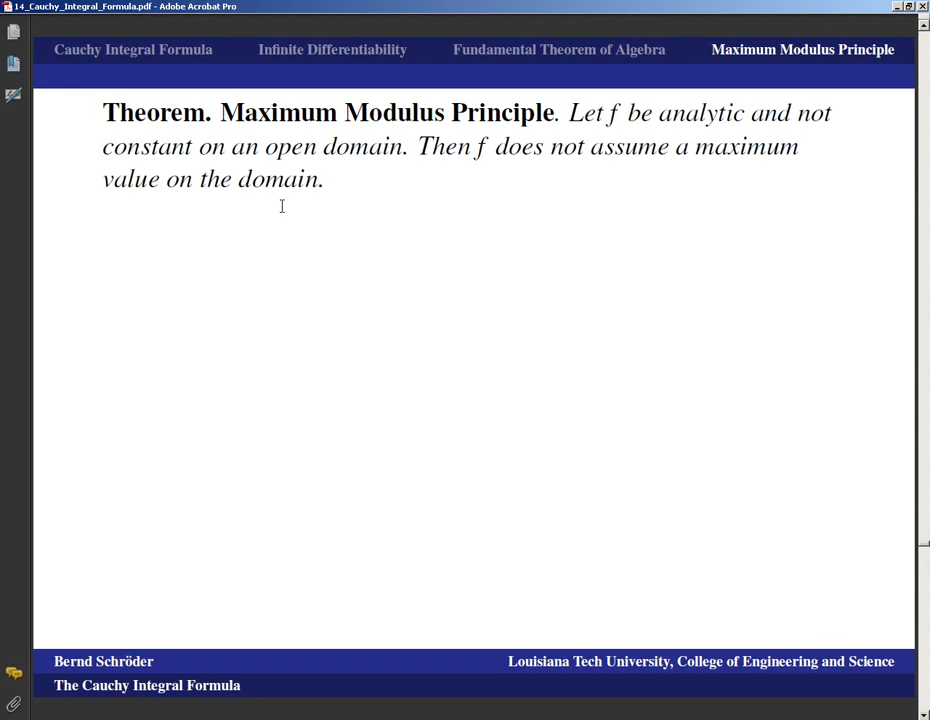 14_Cauchy_Integral_Formula.pdf - Adobe Acrobat Pro
Cauchy Integral Formula Infinite Differentiability Fundamental Theorem of Algebra Maximum Modulus Principle
Theorem. Maximum Modulus Principle. Let f be analytic and not
constant on an open domain. Then f does not assume a maximum
value on the domain.
Bernd Schröder Louisiana Tech University, College of Engineering and Science
The Cauchy Integral Formula